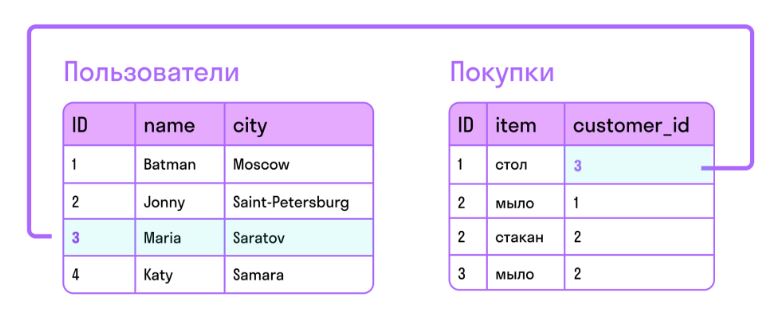 Пользователи
ID name city
1 Batman Moscow
2 Jonny Saint-Petersburg
3 Maria Saratov
4 Katy Samara
Покупки
ID item customer_id
1 стол 3
2 мыло 1
2 стакан 2
3 мыло 2